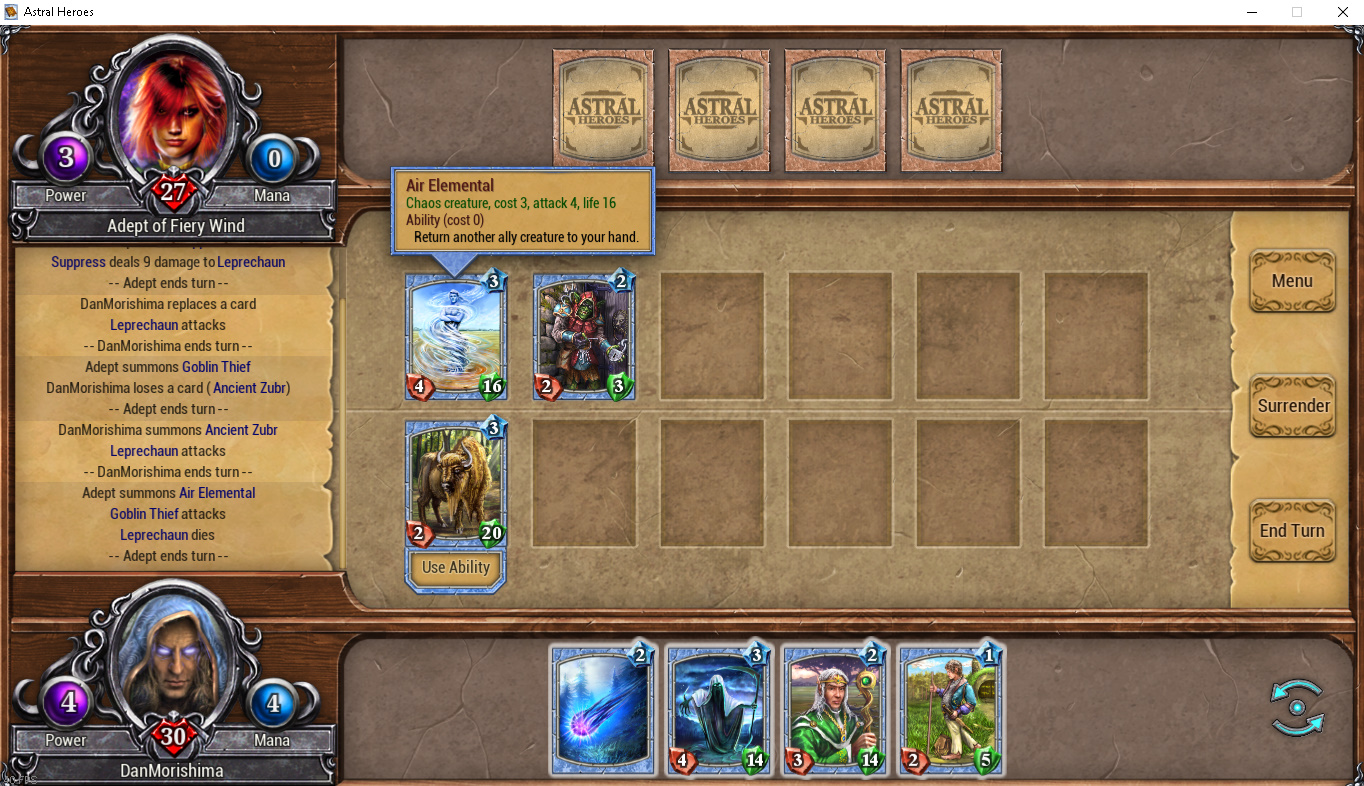 Astral Heroes
ASTRAL
HEROES
ASTRAL
HEROES
ASTRAL
HEROES
ASTRAL
HEROES
3
27
0
Power
Mana
Adept of Fiery Wind
Air Elemental
Chaos creature, cost 3, attack 4, life 16
Ability (cost 0)
Return another ally creature to your hand.
Suppress deals 9 damage to Leprechaun
-- Adept ends turn --
DanMorishima replaces a card
Leprechaun attacks
-- DanMorishima ends turn --
Adept summons Goblin Thief
DanMorishima loses a card ( Ancient Zubr)
-- Adept ends turn --
DanMorishima summons Ancient Zubr
Leprechaun attacks
-- DanMorishima ends turn --
Adept summons Air Elemental
Goblin Thief attacks
Leprechaun dies
-- Adept ends turn --
3
4
16
2
2
3
3
2
20
Use Ability
Menu
Surrender
End Turn
4
30
4
Power
Mana
DanMorishima
2
3
4
14
2
3
14
1
2
5